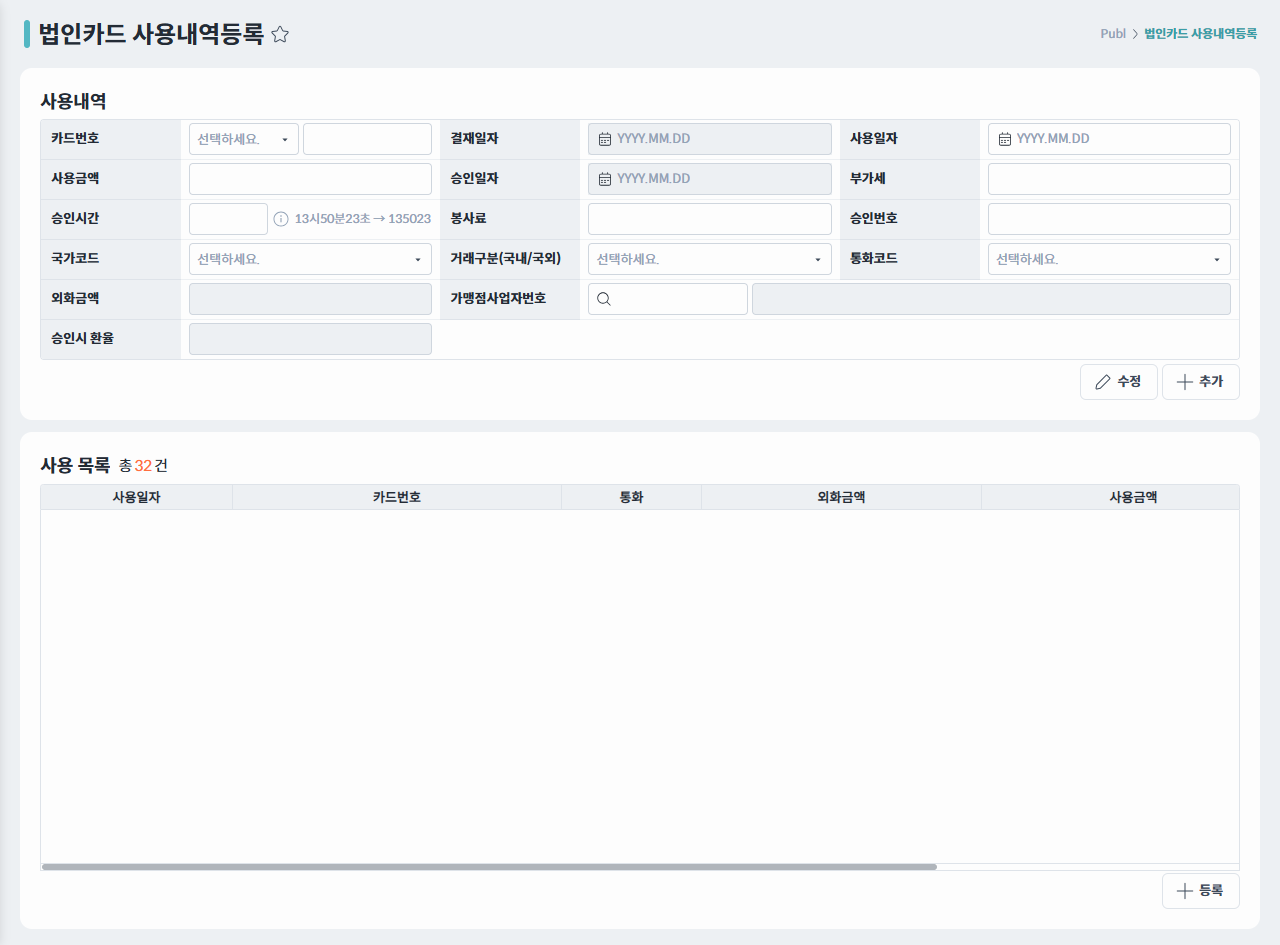 법인카드 사용내역등록
Publ > 법인카드 사용내역등록
사용내역
카드번호 선택하세요. 결재일자 YYYY.MM.DD 사용일자 YYYY.MM.DD
사용금액 승인일자 YYYY.MM.DD 부가세
승인시간 13시50분23초 → 135023 봉사료 승인번호
국가코드 선택하세요. 거래구분(국내/국외) 선택하세요. 통화코드 선택하세요.
외화금액 가맹점사업자번호
승인시 환율
수정 추가
사용 목록 총 32 건
사용일자 카드번호 통화 외화금액 사용금액
등록